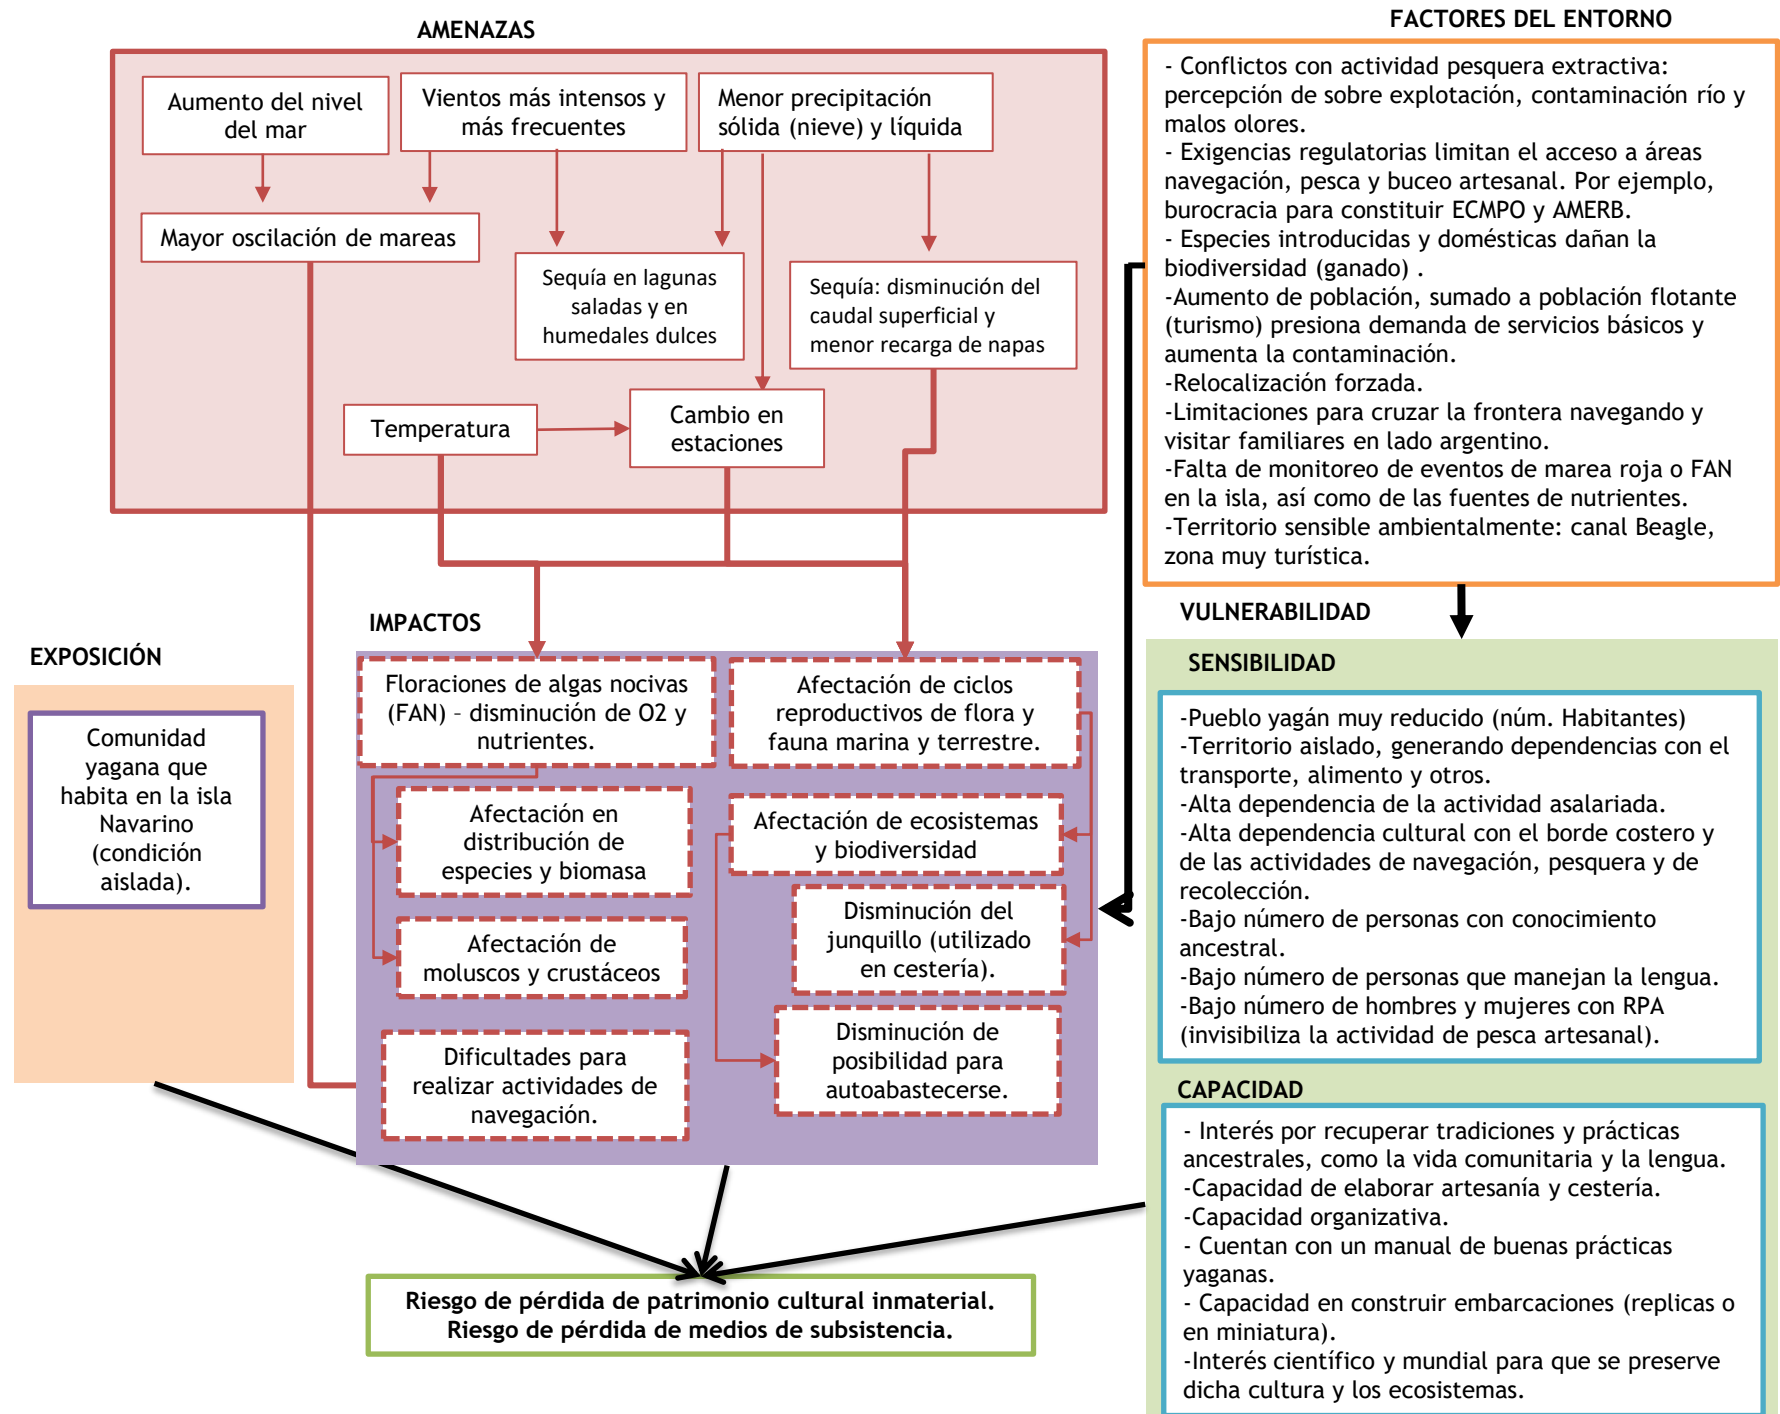 AMENAZAS
Aumento del nivel
del mar
Vientos más intensos y
más frecuentes
Menor precipitación
sólida (nieve) y líquida
Mayor oscilación de mareas
Sequía en lagunas
saladas y en
humedales dulces
Sequía: disminución del
caudal superficial y
menor recarga de napas
Temperatura
Cambio en
estaciones
FACTORES DEL ENTORNO
- Conflictos con actividad pesquera extractiva:
percepción de sobre explotación, contaminación río y
malos olores.
- Exigencias regulatorias limitan el acceso a áreas
navegación, pesca y buceo artesanal. Por ejemplo,
burocracia para constituir ECMPO y AMERB.
- Especies introducidas y domésticas dañan la
biodiversidad (ganado) .
-Aumento de población, sumado a población flotante
(turismo) presiona demanda de servicios básicos y
aumenta la contaminación.
-Relocalización forzada.
-Limitaciones para cruzar la frontera navegando y
visitar familiares en lado argentino.
-Falta de monitoreo de eventos de marea roja o FAN
en la isla, así como de las fuentes de nutrientes.
-Territorio sensible ambientalmente: canal Beagle,
zona muy turística.
EXPOSICIÓN
Comunidad
yagana que
habita en la isla
Navarino
(condición
aislada).
IMPACTOS
Floraciones de algas nocivas
(FAN) – disminución de O2 y
nutrientes.
Afectación de ciclos
reproductivos de flora y
fauna marina y terrestre.
Afectación en
distribución de
especies y biomasa
Afectación de ecosistemas
y biodiversidad
Afectación de
moluscos y crustáceos
Disminución del
junquillo (utilizado
en cestería).
Dificultades para
realizar actividades de
navegación.
Disminución de
posibilidad para
autoabastecerse.
VULNERABILIDAD
SENSIBILIDAD
-Pueblo yagán muy reducido (núm. Habitantes)
-Territorio aislado, generando dependencias con el
transporte, alimento y otros.
-Alta dependencia de la actividad asalariada.
-Alta dependencia cultural con el borde costero y
de las actividades de navegación, pesquera y de
recolección.
-Bajo número de personas con conocimiento
ancestral.
-Bajo número de personas que manejan la lengua.
-Bajo número de hombres y mujeres con RPA
(invisibiliza la actividad de pesca artesanal).
CAPACIDAD
- Interés por recuperar tradiciones y prácticas
ancestrales, como la vida comunitaria y la lengua.
-Capacidad de elaborar artesanía y cestería.
-Capacidad organizativa.
- Cuentan con un manual de buenas prácticas
yaganas.
- Capacidad en construir embarcaciones (replicas o
en miniatura).
-Interés científico y mundial para que se preserve
dicha cultura y los ecosistemas.
Riesgo de pérdida de patrimonio cultural inmaterial.
Riesgo de pérdida de medios de subsistencia.